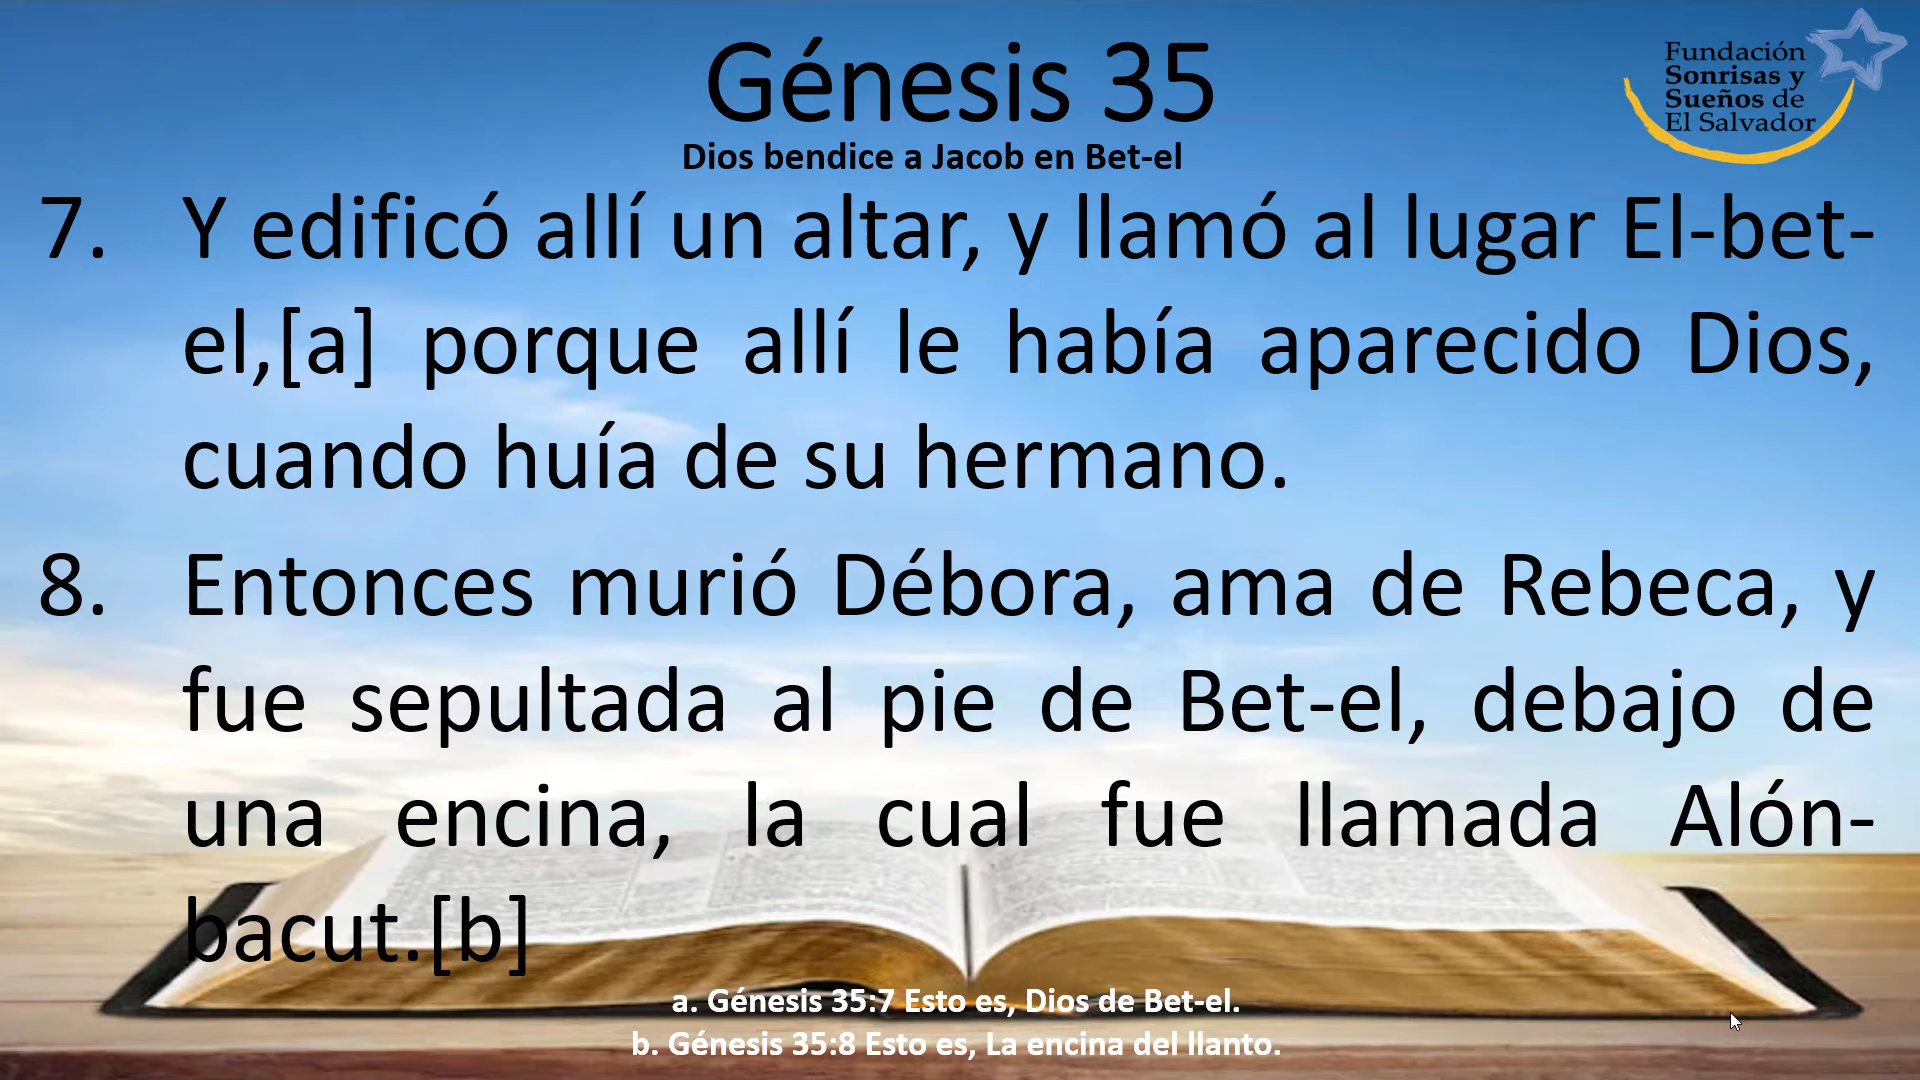 Génesis 35
Fundación
Sonrisas y
Sueños de
El Salvador
Dios bendice a Jacob en Bet-el
7. Y edificó allí un altar, y llamó al lugar El-bet-
el,[a] porque allí le había aparecido Dios,
cuando huía de su hermano.
8. Entonces murió Débora, ama de Rebeca, y
fue sepultada al pie de Bet-el, debajo de
una encina, la cual fue llamada Alón-
bacut.[b]
a. Génesis 35:7 Esto es, Dios de Bet-el.
b. Génesis 35:8 Esto es, La encina del llanto.